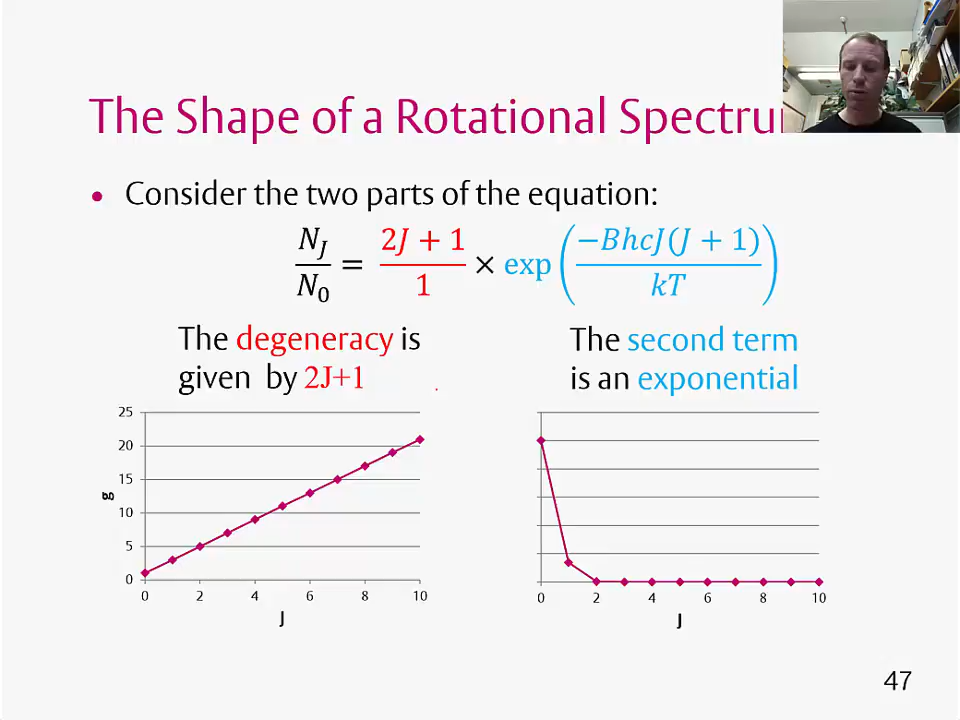 The Shape of a Rotational Spectru
• Consider the two parts of the equation:
N_J/N_0 = (2J + 1)/1 × exp(−BhcJ(J + 1)/kT)
The degeneracy is
given by 2J+1
The second term
is an exponential
25
20
15
10
5
0
g
0 2 4 6 8 10
J
0 2 4 6 8 10
J
47